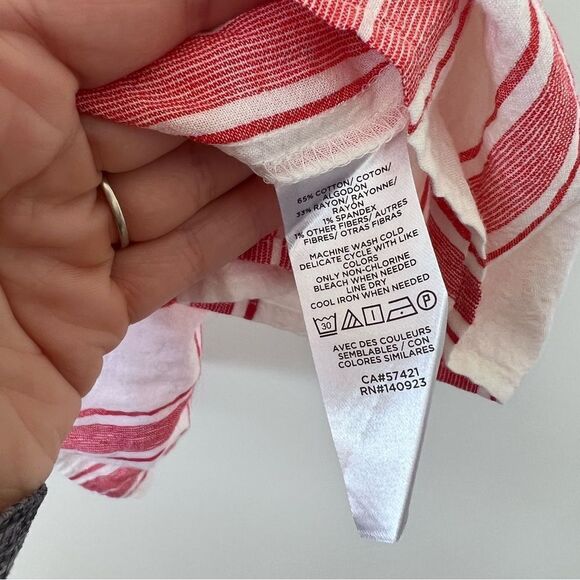 65% COTTON/ COTON/
ALGODÓN
33% RAYON/ RAYONNE/
RAYÓN
1% SPANDEX
1% OTHER FIBERS/ AUTRES
FIBRES/ OTRAS FIBRAS
MACHINE WASH COLD
DELICATE CYCLE WITH LIKE
COLORS
ONLY NON-CHLORINE
BLEACH WHEN NEEDED
LINE DRY
COOL IRON WHEN NEEDED
30 P
AVEC DES COULEURS
SEMBLABLES / CON
COLORES SIMILARES
CA#57421
RN#140923